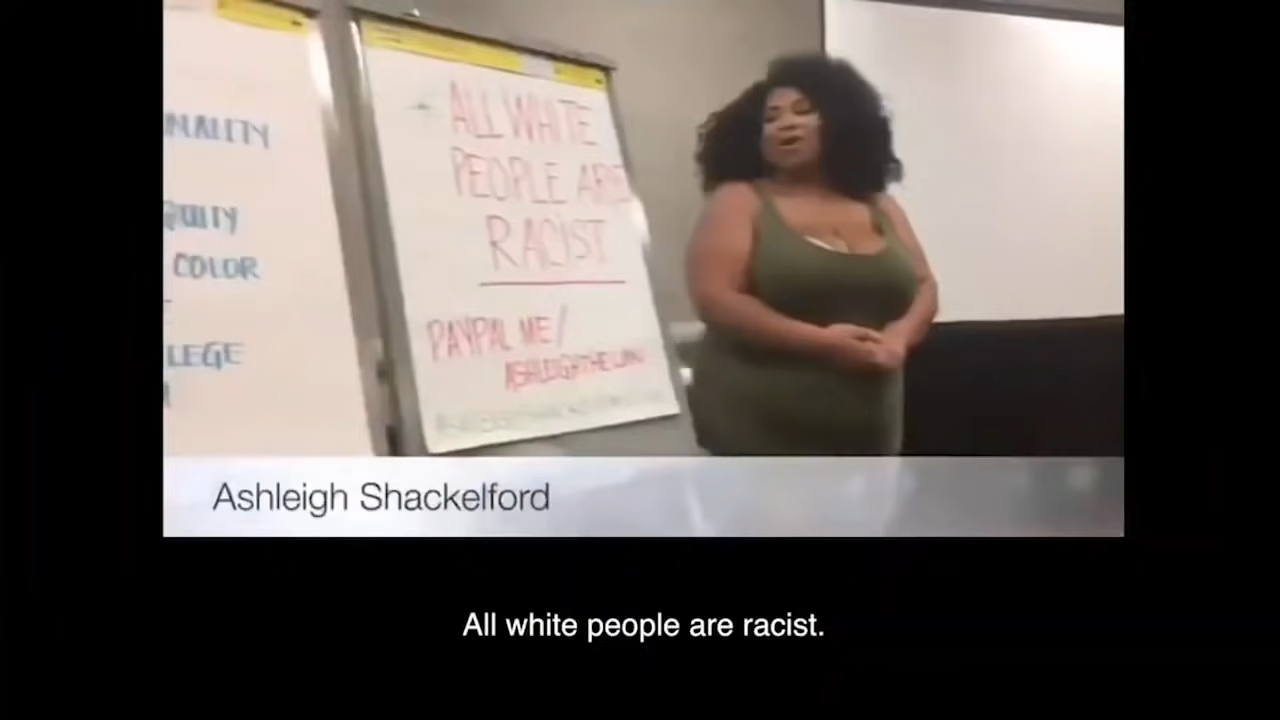 NALITY
QUITY
COLOR
LEGE
ALL WHITE
PEOPLE ARE
RACIST
PAYPAL ME/
Ashleigh Shackelford
All white people are racist.